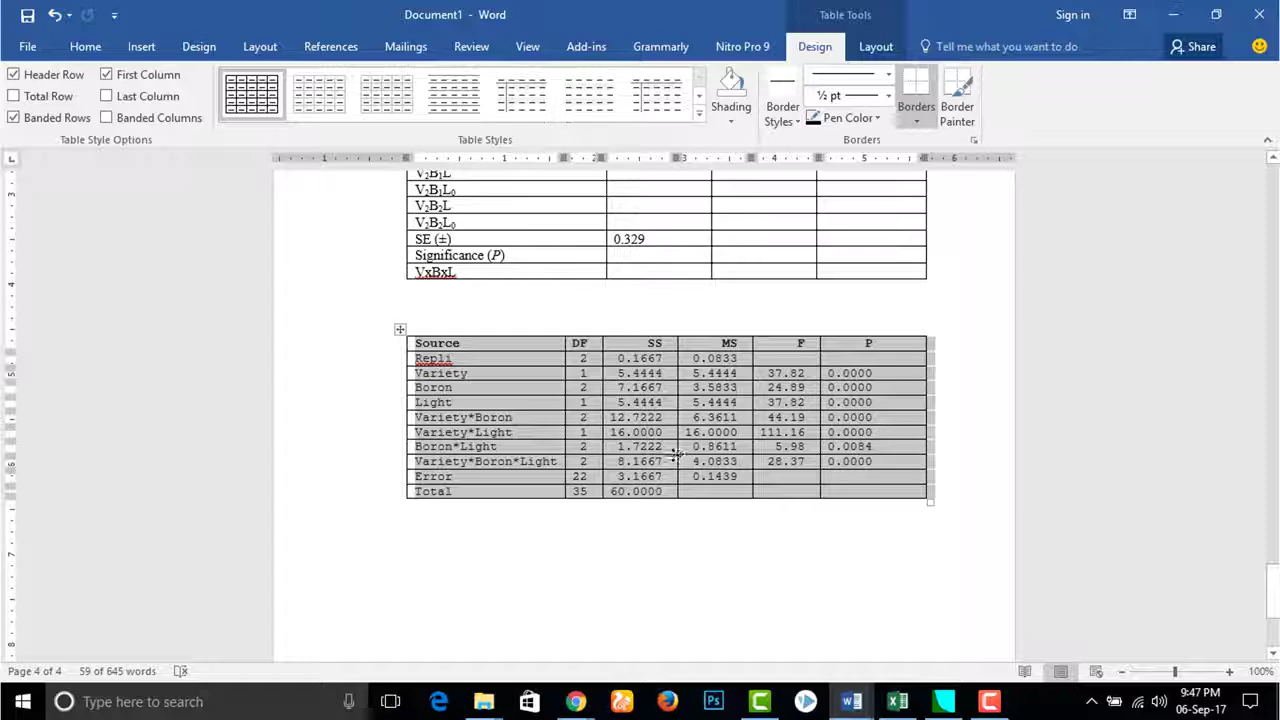 Document1 - Word
Table Tools
Sign in
File Home Insert Design Layout References Mailings Review View Add-ins Grammarly Nitro Pro 9 Design Layout Tell me what you want to do Share
Header Row First Column
Total Row Last Column
Banded Rows Banded Columns
Table Style Options
Table Styles
Shading
Border Styles
½ pt
Pen Color
Borders
Border Painter
Borders
1 1 2 3 4 5 6
V₂B₁L
V₂B₁L₀
V₂B₂L
V₂B₂L₀
SE (±) 0.329
Significance (P)
VxBxL
Source DF SS MS F P
Repli 2 0.1667 0.0833
Variety 1 5.4444 5.4444 37.82 0.0000
Boron 2 7.1667 3.5833 24.89 0.0000
Light 1 5.4444 5.4444 37.82 0.0000
Variety*Boron 2 12.7222 6.3611 44.19 0.0000
Variety*Light 1 16.0000 16.0000 111.16 0.0000
Boron*Light 2 1.7222 0.8611 5.98 0.0084
Variety*Boron*Light 2 8.1667 4.0833 28.37 0.0000
Error 22 3.1667 0.1439
Total 35 60.0000
Page 4 of 4 59 of 645 words
100%
Type here to search
9:47 PM
06-Sep-17